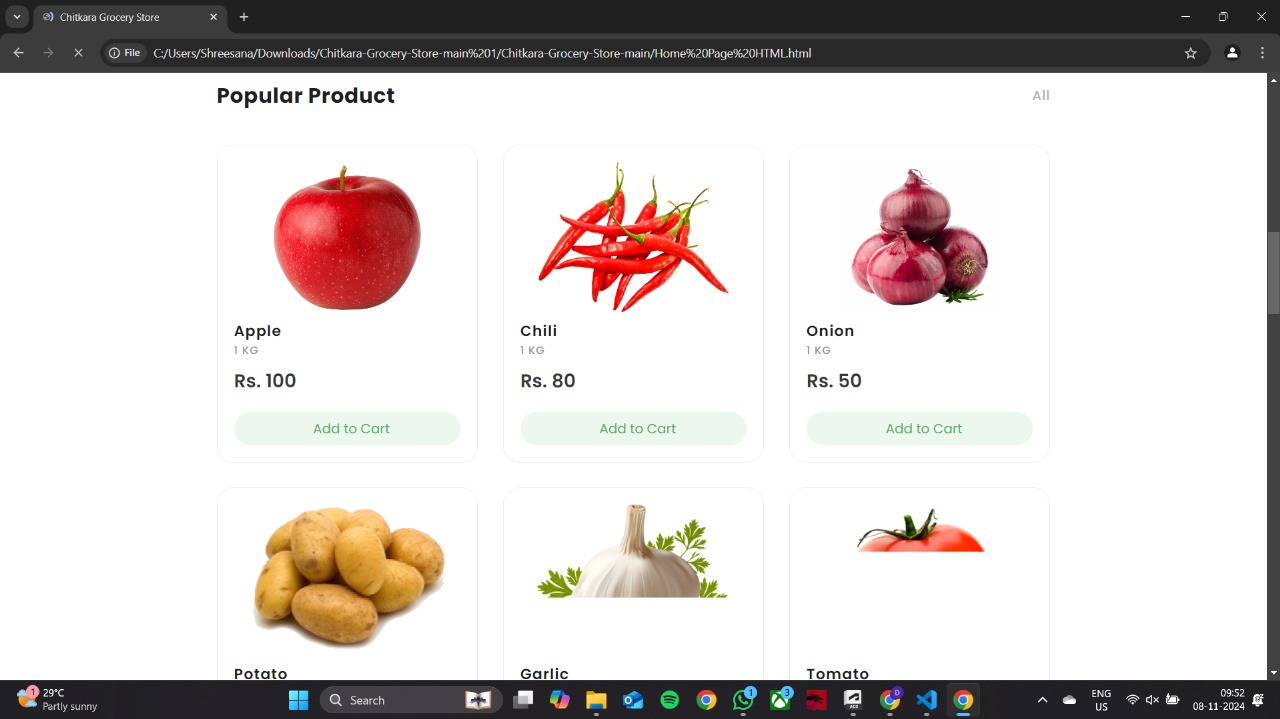 Chitkara Grocery Store
File
C:/Users/Shreesana/Downloads/Chitkara-Grocery-Store-main%201/Chitkara-Grocery-Store-main/Home%20Page%20HTML.html
Popular Product
All
Apple
1 KG
Rs. 100
Add to Cart
Chili
1 KG
Rs. 80
Add to Cart
Onion
1 KG
Rs. 50
Add to Cart
Potato
Garlic
Tomato
1
29°C
Partly sunny
Search
1
3
D
ENG
US
09:52
08-11-2024